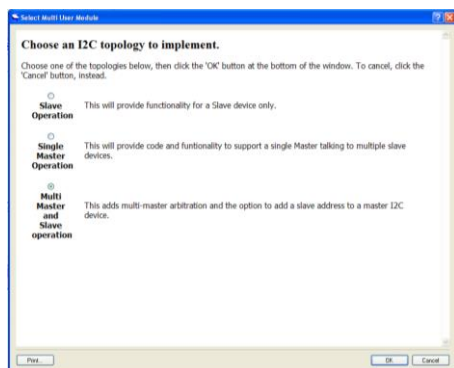 Select Multi User Module
Choose an I2C topology to implement.
Choose one of the topologies below, then click the 'OK' button at the bottom of the window. To cancel, click the
'Cancel' button, instead.
Slave
Operation
This will provide functionality for a Slave device only.
Single
Master
Operation
This will provide code and funtionality to support a single Master talking to multiple slave
devices.
Multi
Master
and
Slave
operation
This adds multi-master arbitration and the option to add a slave address to a master I2C
device.
Print...
OK
Cancel